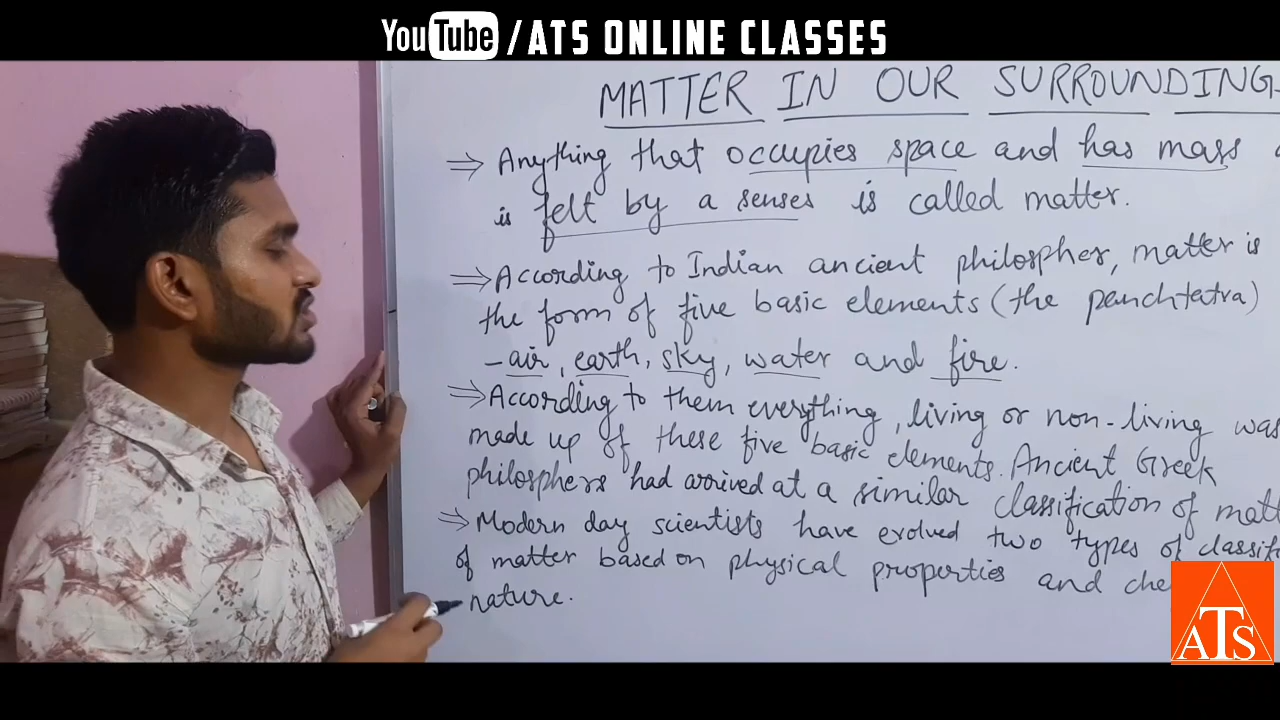 YouTube/ATS ONLINE CLASSES
MATTER IN OUR SURROUNDING
⇒ Anything that occupies space and has mass
is felt by a senses is called matter.
⇒ According to Indian ancient philospher, matter is
the form of five basic elements (the panchtatva)
- air, earth, sky, water and fire.
⇒ According to them everything, living or non-living was
made up of these five basic elements. Ancient Greek
philosphers had arrived at a similar classification of matt
⇒ Modern day scientists have evolved two types of classifi
of matter based on physical properties and che
nature.
ATS